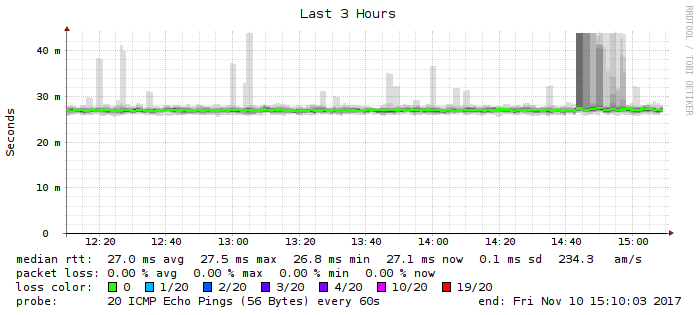 Last 3 Hours
RRDTOOL / TOBI OETIKER
Seconds
40 m
30 m
20 m
10 m
0
12:20 12:40 13:00 13:20 13:40 14:00 14:20 14:40 15:00
median rtt: 27.0 ms avg 27.5 ms max 26.8 ms min 27.1 ms now 0.1 ms sd 234.3 am/s
packet loss: 0.00 % avg 0.00 % max 0.00 % min 0.00 % now
loss color: 0 1/20 2/20 3/20 4/20 10/20 19/20
probe: 20 ICMP Echo Pings (56 Bytes) every 60s end: Fri Nov 10 15:10:03 2017